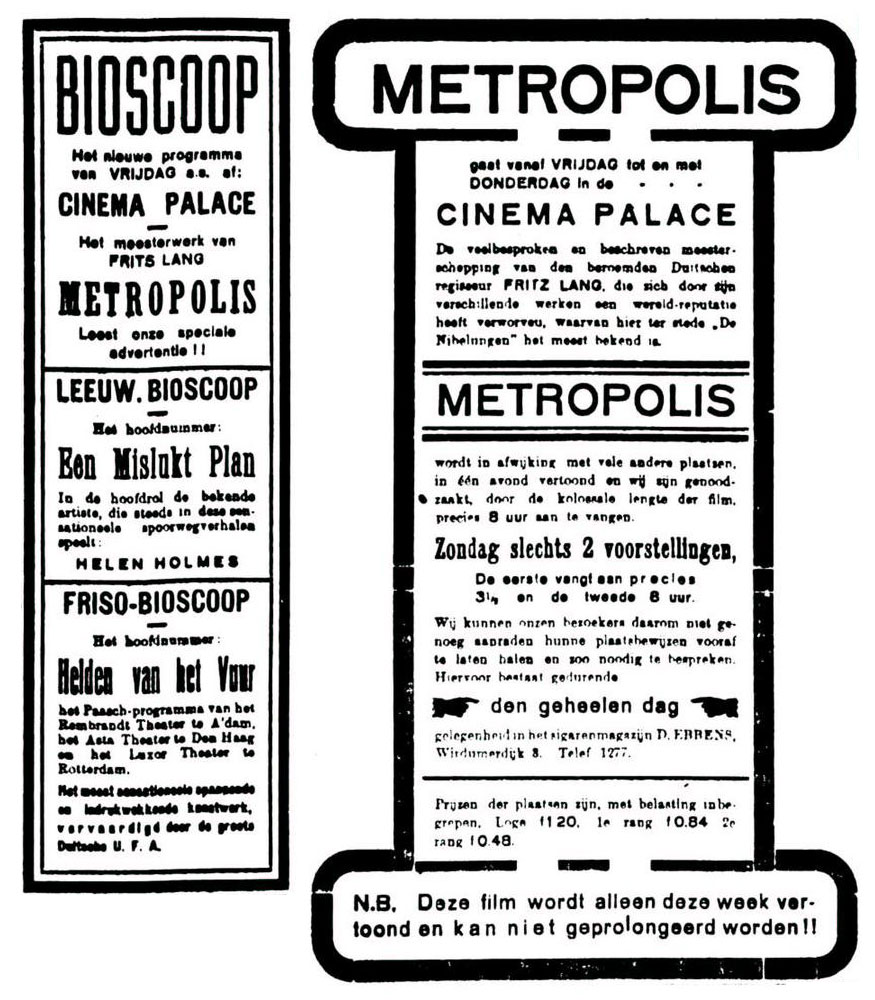 BIOSCOOP
Het nieuwe programma
van VRIJDAG a.s. af:
CINEMA PALACE
Het meesterwerk van
FRITS LANG
METROPOLIS
Leest onze speciale
advertentie !!
LEEUW. BIOSCOOP
Het hoofdnummer:
Een Mislukt Plan
In de hoofdrol de bekende
artiste, die steeds in deze sen-
sationeele spoorwegverhalen
speelt:
HELEN HOLMES
FRISO-BIOSCOOP
Het hoofdnummer:
Helden van het Vuur
het Paasch-programma van het
Rembrandt Theater te A'dam,
het Asta Theater te Den Haag
en het Luxor Theater te
Rotterdam.
Het meest sensationeele spannende
en indrukwekkende kunstwerk,
vervaardigd door de groote
Duitsche U. F. A.
METROPOLIS
gaat vanaf VRIJDAG tot en met
DONDERDAG in de - - -
CINEMA PALACE
De veelbesproken en beschreven meester-
schepping van den beroemden Duitschen
regisseur FRITZ LANG, die zich door zijn
verschillende werken een wereld-reputatie
heeft verworven, waarvan hier ter stede „De
Nibelungen" het meest bekend is.
METROPOLIS
wordt in afwijking met vele andere plaatsen,
in één avond vertoond en wij zijn genood-
zaakt, door de kolossale lengte der film,
precies 8 uur aan te vangen.
Zondag slechts 2 voorstellingen,
De eerste vangt aan precies
3¼ en de tweede 8 uur.
Wij kunnen onzen bezoekers daarom niet ge-
noeg aanraden hunne plaatsbewijzen vooraf
te laten halen en zoo noodig te bespreken.
Hiervoor bestaat gedurende
den geheelen dag
gelegenheid in het sigarenmagazijn D. EBBENS,
Wirdumerdijk 3. Telef 1277.
Prijzen der plaatsen zijn, met belasting inbe-
grepen, Loge f1 20, 1e rang f0.84 2e
rang f0.48.
N.B. Deze film wordt alleen deze week ver-
toond en kan niet geprolongeerd worden!!